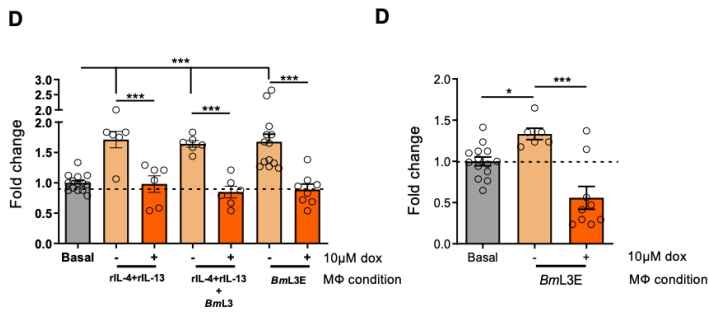 D
***
***
***
***
3.0
2.5
2.0
2.0
1.5
1.0
0.5
0.0
Fold change
Basal - + - + - + 10µM dox
rIL-4+rIL-13 rIL-4+rIL-13 BmL3E MΦ condition
+
BmL3
D
* ***
2.0
1.5
1.0
0.5
0.0
Fold change
Basal - + 10µM dox
BmL3E MΦ condition